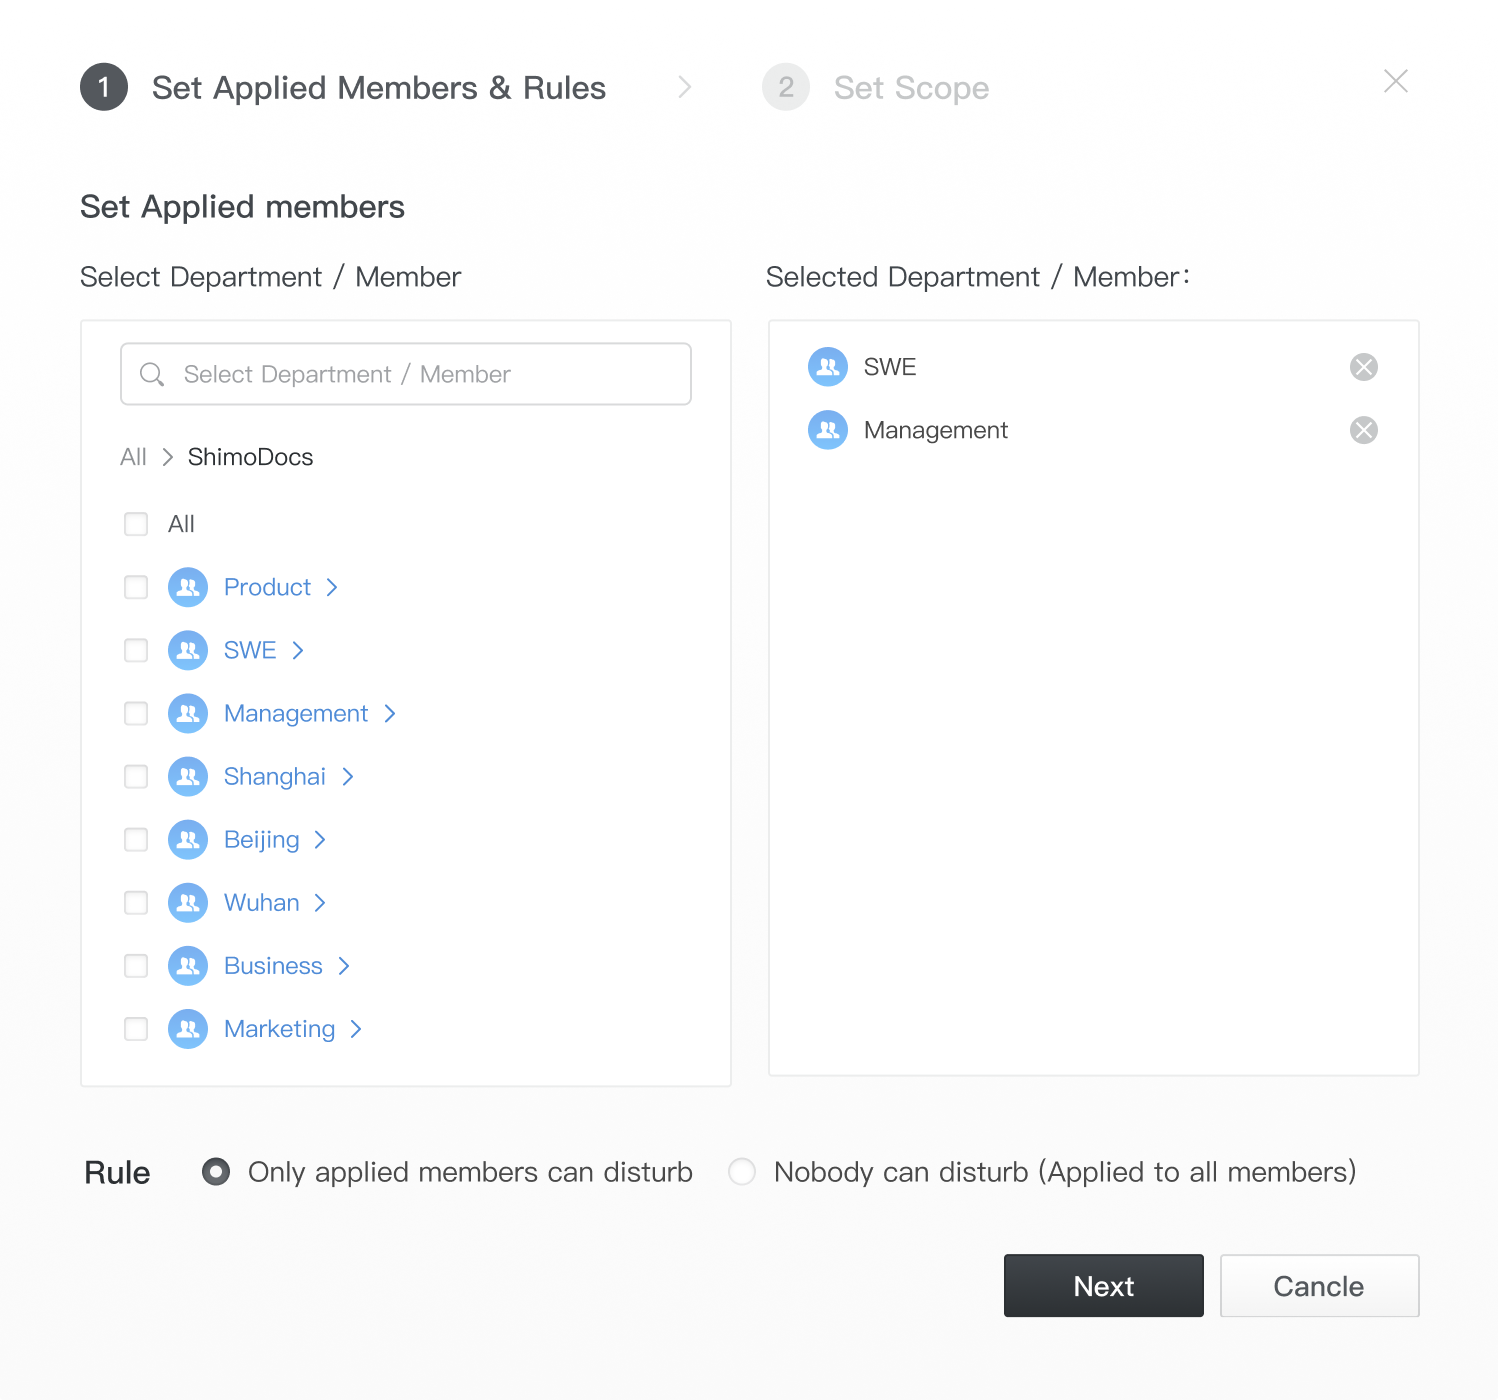 1 Set Applied Members & Rules
2 Set Scope
Set Applied members
Select Department / Member
Select Department / Member
All > ShimoDocs
All
Product
SWE
Management
Shanghai
Beijing
Wuhan
Business
Marketing
Selected Department / Member:
SWE
Management
Rule Only applied members can disturb Nobody can disturb (Applied to all members)
Next Cancle